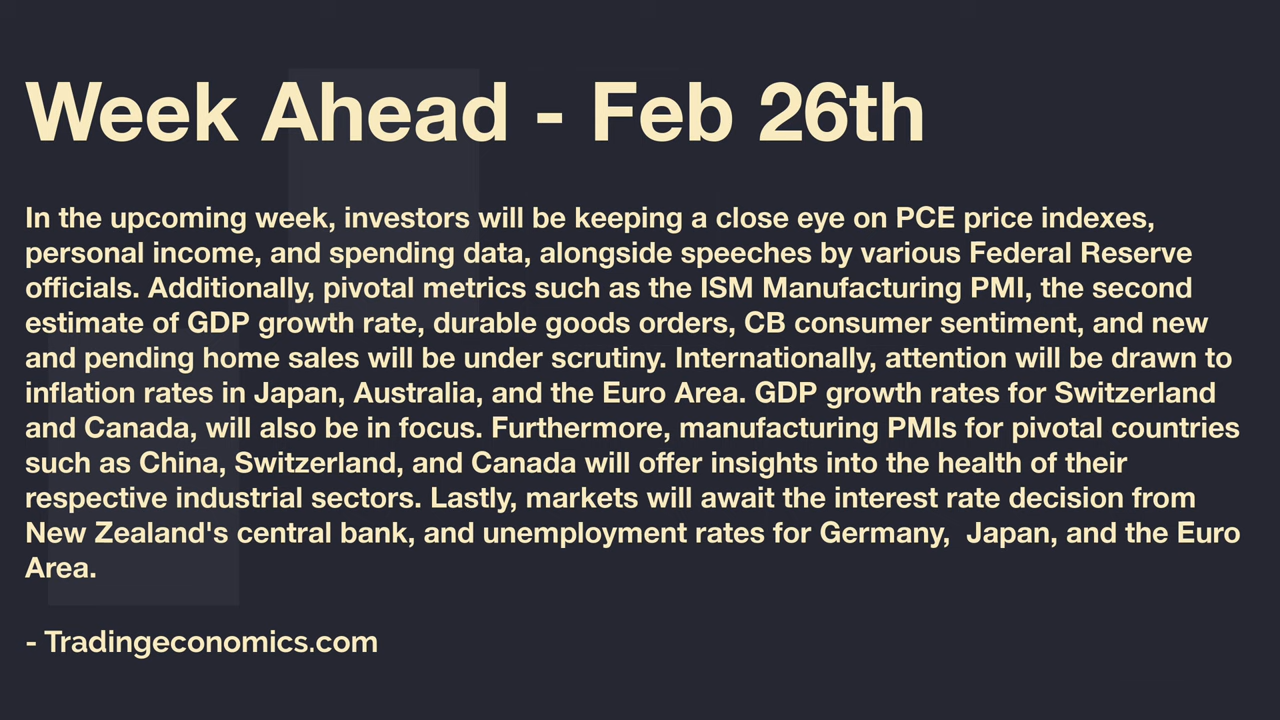 Week Ahead - Feb 26th
In the upcoming week, investors will be keeping a close eye on PCE price indexes,
personal income, and spending data, alongside speeches by various Federal Reserve
officials. Additionally, pivotal metrics such as the ISM Manufacturing PMI, the second
estimate of GDP growth rate, durable goods orders, CB consumer sentiment, and new
and pending home sales will be under scrutiny. Internationally, attention will be drawn to
inflation rates in Japan, Australia, and the Euro Area. GDP growth rates for Switzerland
and Canada, will also be in focus. Furthermore, manufacturing PMIs for pivotal countries
such as China, Switzerland, and Canada will offer insights into the health of their
respective industrial sectors. Lastly, markets will await the interest rate decision from
New Zealand's central bank, and unemployment rates for Germany,  Japan, and the Euro
Area.
- Tradingeconomics.com